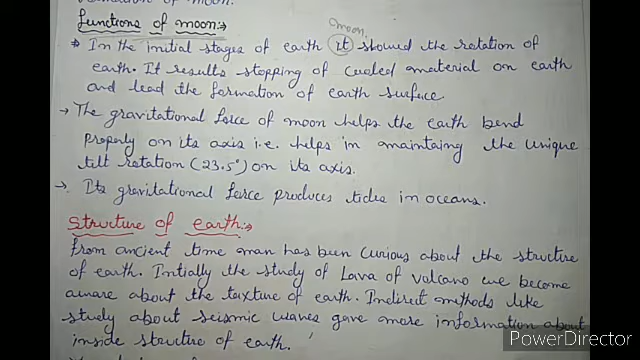 Formation of moon:
Functions of moon:→
moon.
→ In the initial stages of earth it slowed the rotation of
earth. It results stopping of cooled material on earth
and lead the formation of earth surface.
→ The gravitational force of moon helps the earth bend
properly on its axis i.e. helps in maintaing the unique
tilt rotation (23.5°) on its axis.
→. Its gravitational force produces tides in oceans.
Structure of earth:→
From ancient time man has been curious about the structure
of earth. Intially the study of Lava of volcano we become
aware about the texture of earth. Indirect methods like
study about seismic waves gave more information about
inside structure of earth.
PowerDirector